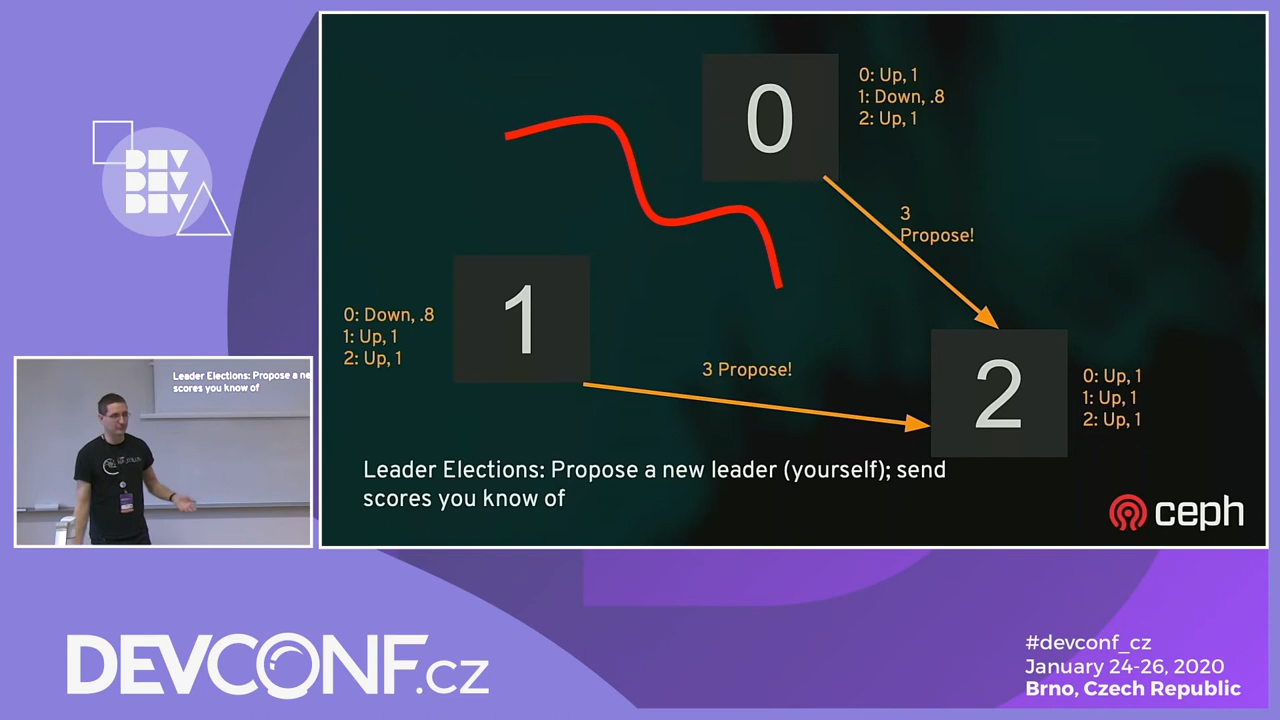 DEV
DEV
DEV
0
0: Up, 1
1: Down, .8
2: Up, 1
3
Propose!
1
0: Down, .8
1: Up, 1
2: Up, 1
3 Propose!
2
0: Up, 1
1: Up, 1
2: Up, 1
Leader Elections: Propose a new leader (yourself); send
scores you know of
ceph
Leader Elections: Propose a ne
scores you know of
DEVCONF.cz
#devconf_cz
January 24-26, 2020
Brno, Czech Republic